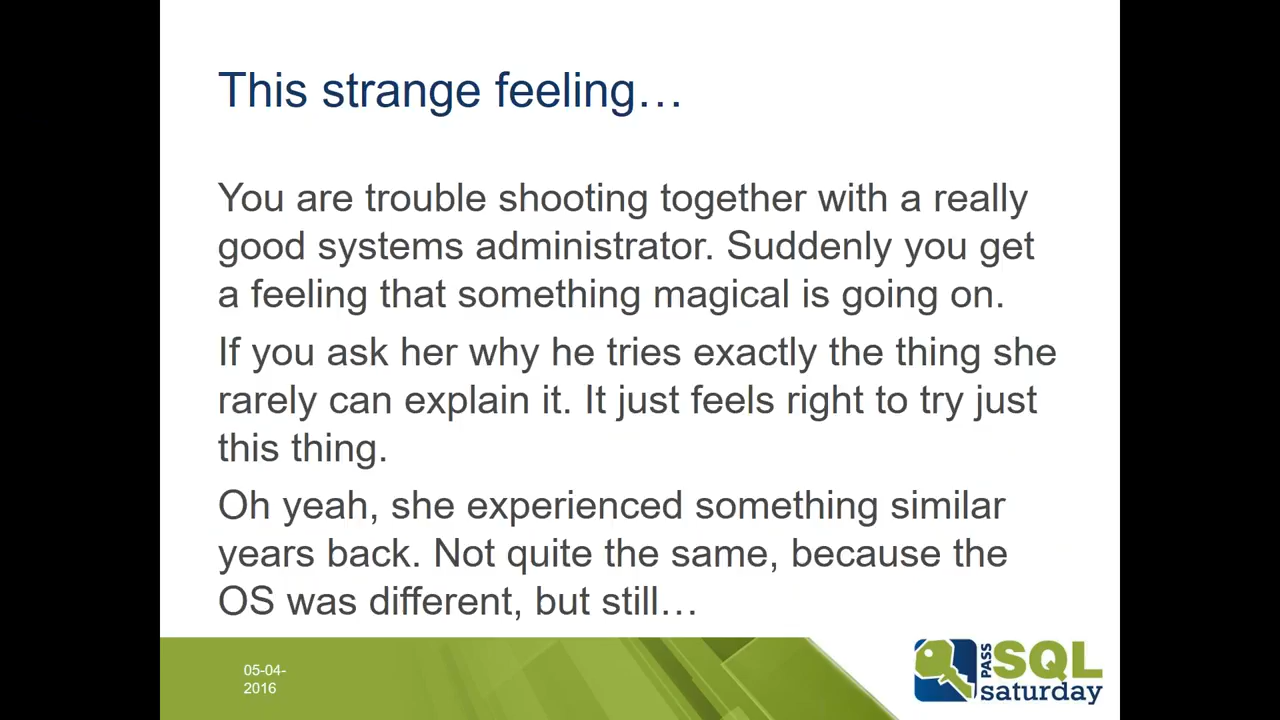 This strange feeling…
You are trouble shooting together with a really
good systems administrator. Suddenly you get
a feeling that something magical is going on.
If you ask her why he tries exactly the thing she
rarely can explain it. It just feels right to try just
this thing.
Oh yeah, she experienced something similar
years back. Not quite the same, because the
OS was different, but still…
05-04-
2016
PASS
SQL
saturday